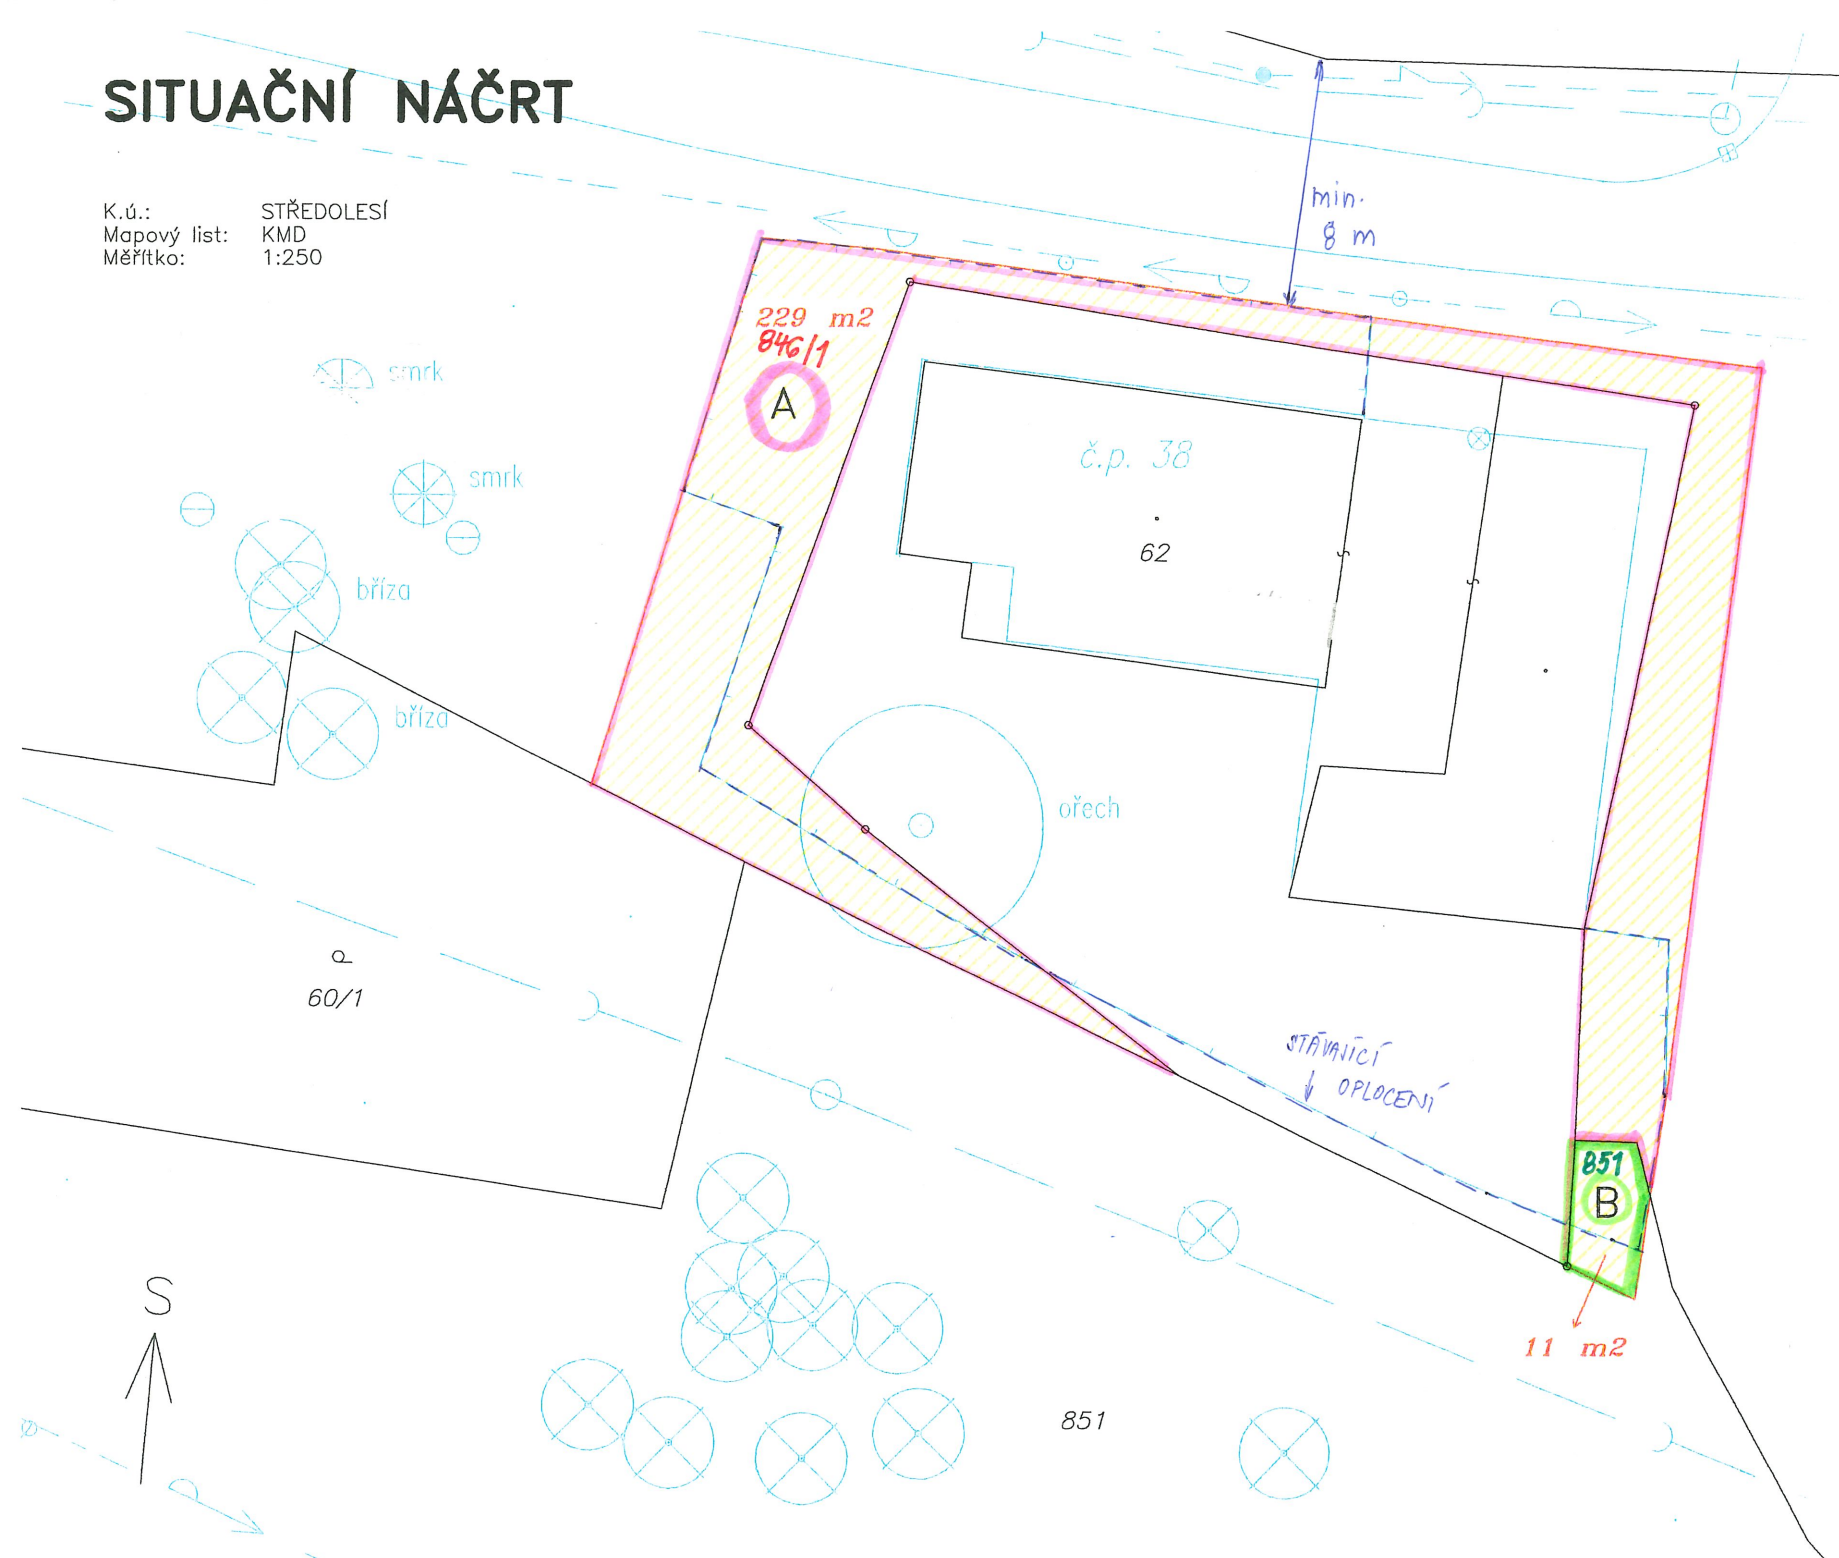 SITUAČNÍ NÁČRT
K.ú.: STŘEDOLESÍ
Mapový list: KMD
Měřítko: 1:250
min.
8 m
229 m2
846/1
A
smrk
smrk
č.p. 38
62
bříza
bříza
ořech
60/1
STÁVAJÍCÍ
OPLOCENÍ
851
B
11 m2
S
851